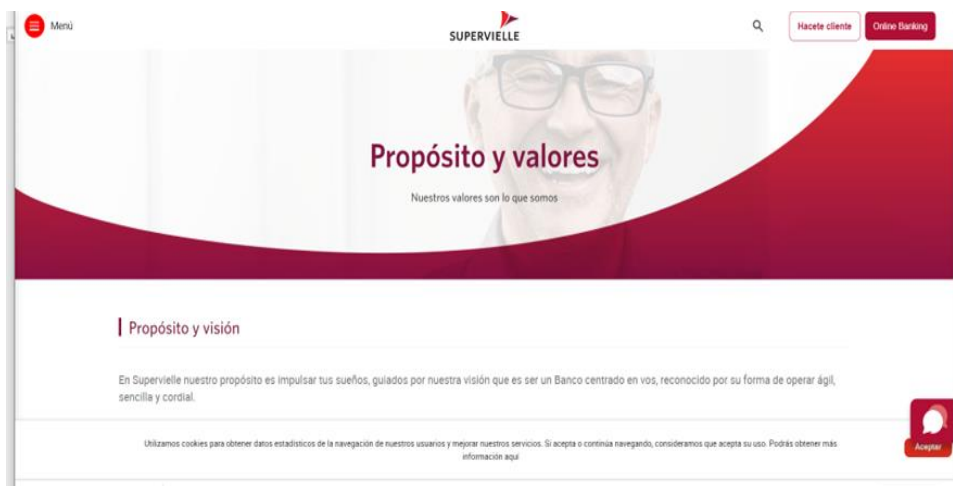 Menú
SUPERVIELLE
Hacete cliente
Online Banking
Propósito y valores
Nuestros valores son lo que somos
Propósito y visión
En Supervielle nuestro propósito es impulsar tus sueños, guiados por nuestra visión que es ser un Banco centrado en vos, reconocido por su forma de operar ágil,
sencilla y cordial.
Utilizamos cookies para obtener datos estadísticos de la navegación de nuestros usuarios y mejorar nuestros servicios. Si acepta o continúa navegando, consideramos que acepta su uso. Podrás obtener más
información aquí
Aceptar